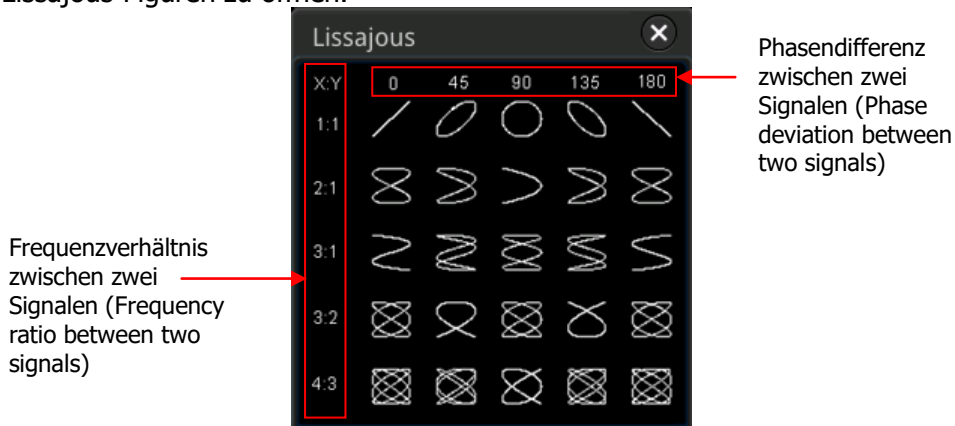 Lissajous-Figuren zu öffnen.
Lissajous
X:Y 0 45 90 135 180
1:1
2:1
3:1
3:2
4:3
Phasendifferenz
zwischen zwei
Signalen (Phase
deviation between
two signals)
Frequenzverhältnis
zwischen zwei
Signalen (Frequency
ratio between two
signals)